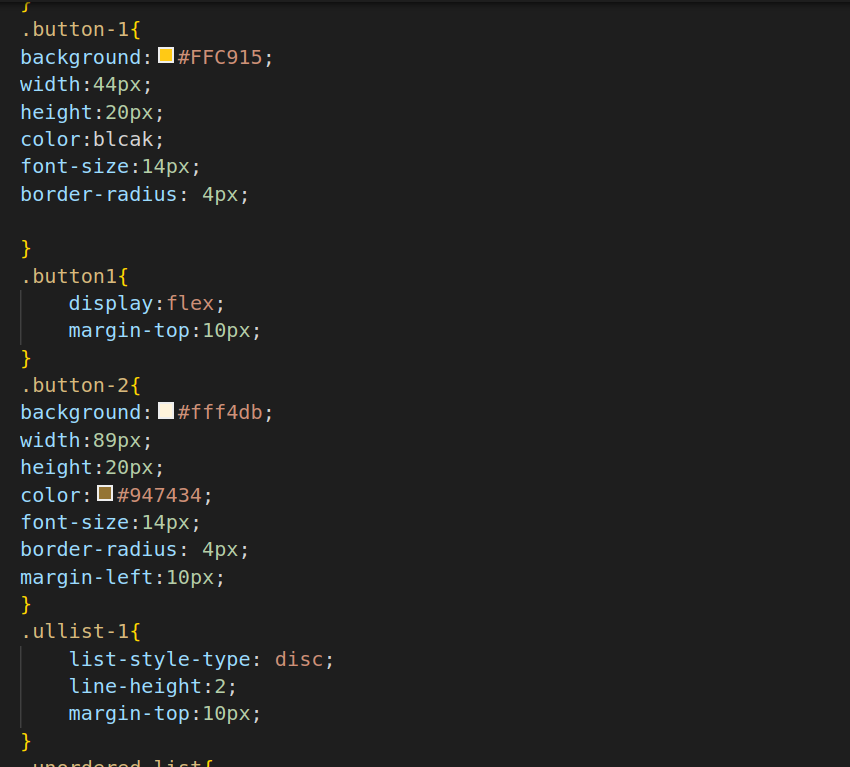 }
.button-1{
background: #FFC915;
width:44px;
height:20px;
color:blcak;
font-size:14px;
border-radius: 4px;
}
.button1{
    display:flex;
    margin-top:10px;
}
.button-2{
background: #fff4db;
width:89px;
height:20px;
color: #947434;
font-size:14px;
border-radius: 4px;
margin-left:10px;
}
.ullist-1{
    list-style-type: disc;
    line-height:2;
    margin-top:10px;
}
.unordered-list{